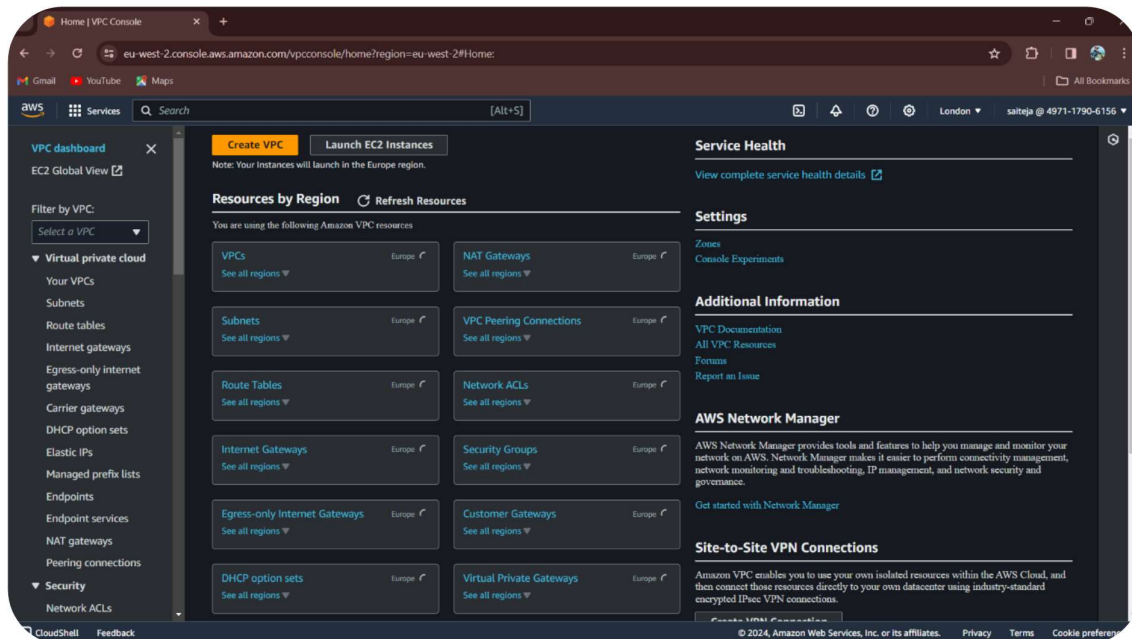 Home | VPC Console
eu-west-2.console.aws.amazon.com/vpcconsole/home?region=eu-west-2#Home:
Gmail YouTube Maps All Bookmarks
aws Services Search [Alt+S] London ▼ saiteja @ 4971-1790-6156 ▼
VPC dashboard
EC2 Global View
Filter by VPC:
Select a VPC
Virtual private cloud
Your VPCs
Subnets
Route tables
Internet gateways
Egress-only internet
gateways
Carrier gateways
DHCP option sets
Elastic IPs
Managed prefix lists
Endpoints
Endpoint services
NAT gateways
Peering connections
Security
Network ACLs
Create VPC Launch EC2 Instances
Note: Your Instances will launch in the Europe region.
Resources by Region Refresh Resources
You are using the following Amazon VPC resources
VPCs Europe
See all regions
NAT Gateways Europe
See all regions
Subnets Europe
See all regions
VPC Peering Connections Europe
See all regions
Route Tables Europe
See all regions
Network ACLs Europe
See all regions
Internet Gateways Europe
See all regions
Security Groups Europe
See all regions
Egress-only Internet Gateways Europe
See all regions
Customer Gateways Europe
See all regions
DHCP option sets Europe
See all regions
Virtual Private Gateways Europe
See all regions
Service Health
View complete service health details
Settings
Zones
Console Experiments
Additional Information
VPC Documentation
All VPC Resources
Forums
Report an Issue
AWS Network Manager
AWS Network Manager provides tools and features to help you manage and monitor your
network on AWS. Network Manager makes it easier to perform connectivity management,
network monitoring and troubleshooting, IP management, and network security and
governance.
Get started with Network Manager
Site-to-Site VPN Connections
Amazon VPC enables you to use your own isolated resources within the AWS Cloud, and
then connect those resources directly to your own datacenter using industry-standard
encrypted IPsec VPN connections.
Create VPN Connection
CloudShell Feedback © 2024, Amazon Web Services, Inc. or its affiliates. Privacy Terms Cookie